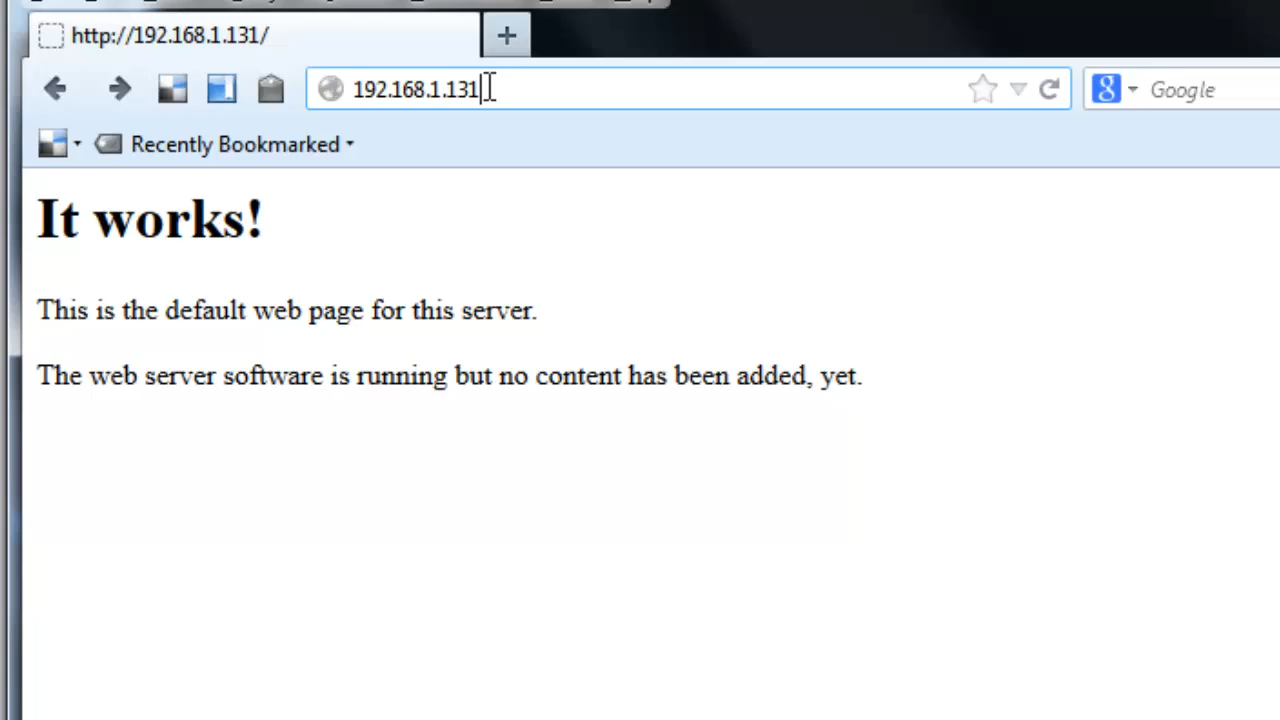 http://192.168.1.131/
192.168.1.131
Google
Recently Bookmarked
It works!
This is the default web page for this server.
The web server software is running but no content has been added, yet.